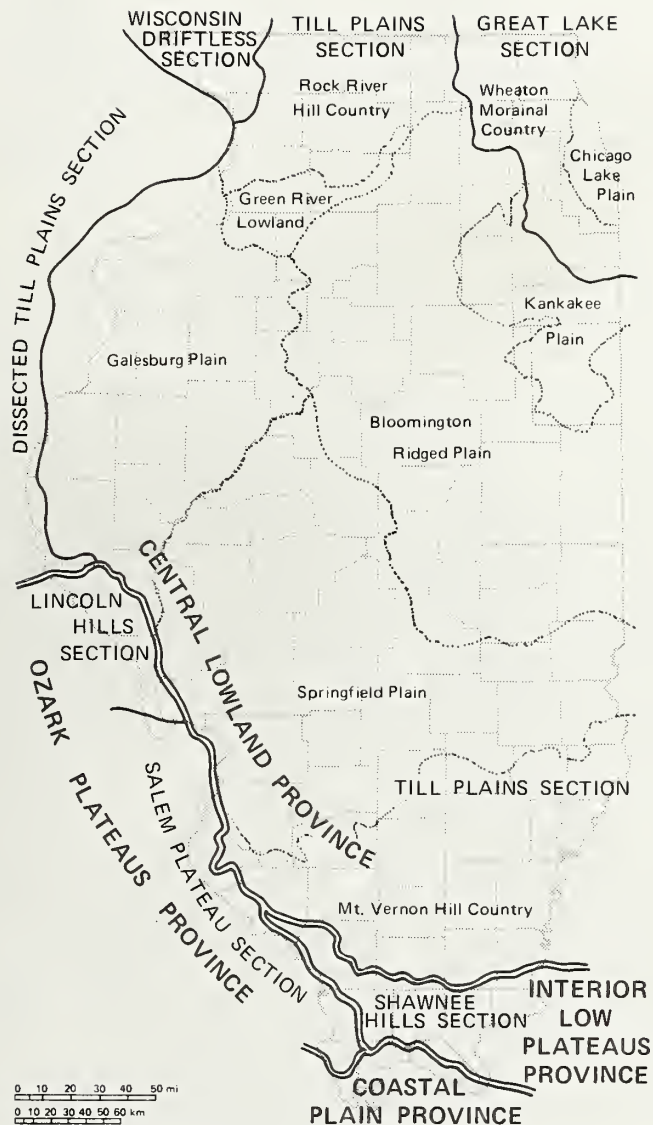 WISCONSIN
DRIFTLESS
SECTION
TILL PLAINS
SECTION
GREAT LAKE
SECTION
Rock River
Hill Country
Wheaton
Morainal
Country
Chicago
Lake
Plain
Green River
Lowland
DISSECTED TILL PLAINS SECTION
Kankakee
Plain
Galesburg Plain
Bloomington
Ridged Plain
CENTRAL LOWLAND PROVINCE
LINCOLN
HILLS
SECTION
OZARK PLATEAUS PROVINCE
Springfield Plain
SALEM PLATEAU SECTION
TILL PLAINS SECTION
Mt. Vernon Hill Country
SHAWNEE
HILLS SECTION
INTERIOR
LOW
PLATEAUS
PROVINCE
COASTAL
PLAIN PROVINCE
0 10 20 30 40 50 mi
0 10 20 30 40 50 60 km